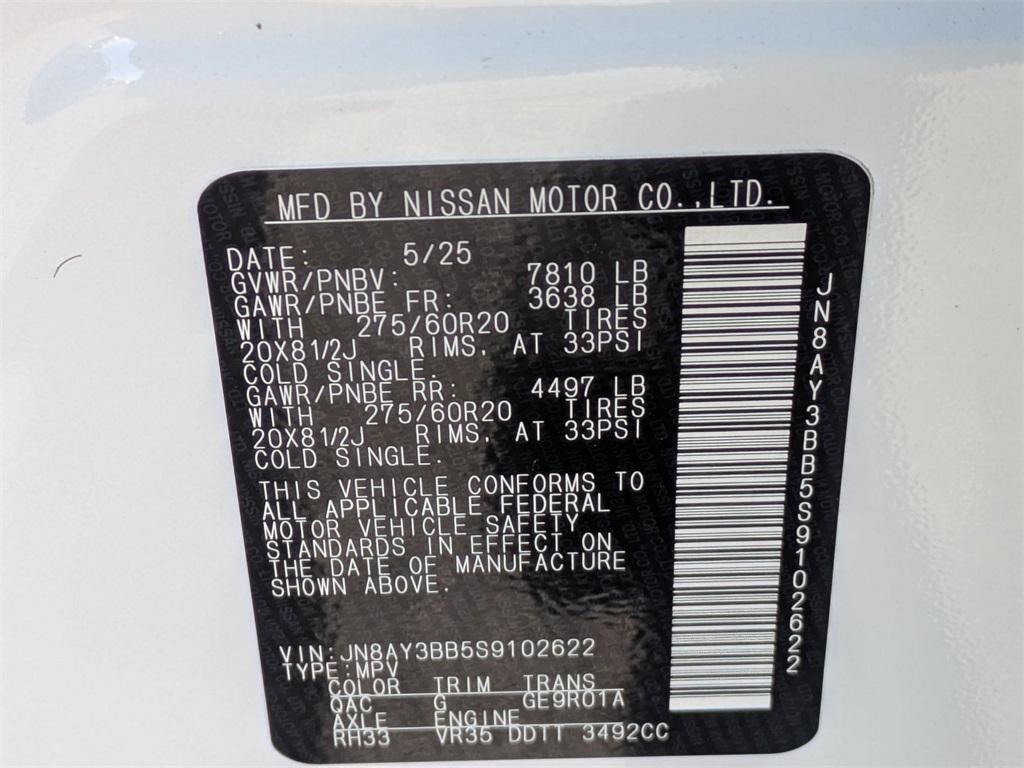 MFD BY NISSAN MOTOR CO.,LTD.
DATE: 5/25
GVWR/PNBV: 7810 LB
GAWR/PNBE FR: 3638 LB
WITH 275/60R20 TIRES
20X81/2J RIMS, AT 33PSI
COLD SINGLE.
GAWR/PNBE RR: 4497 LB
WITH 275/60R20 TIRES
20X81/2J RIMS, AT 33PSI
COLD SINGLE.
THIS VEHICLE CONFORMS TO
ALL APPLICABLE FEDERAL
MOTOR VEHICLE SAFETY
STANDARDS IN EFFECT ON
THE DATE OF MANUFACTURE
SHOWN ABOVE.
VIN:JN8AY3BB5S9102622
TYPE:MPV
COLOR TRIM TRANS
QAC G GE9R01A
AXLE ENGINE
RH33 VR35 DDTT 3492CC
JN8AY3BB5S9102622